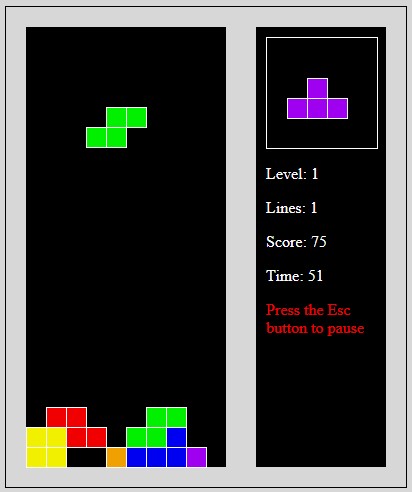 Level: 1
Lines: 1
Score: 75
Time: 51
Press the Esc
button to pause